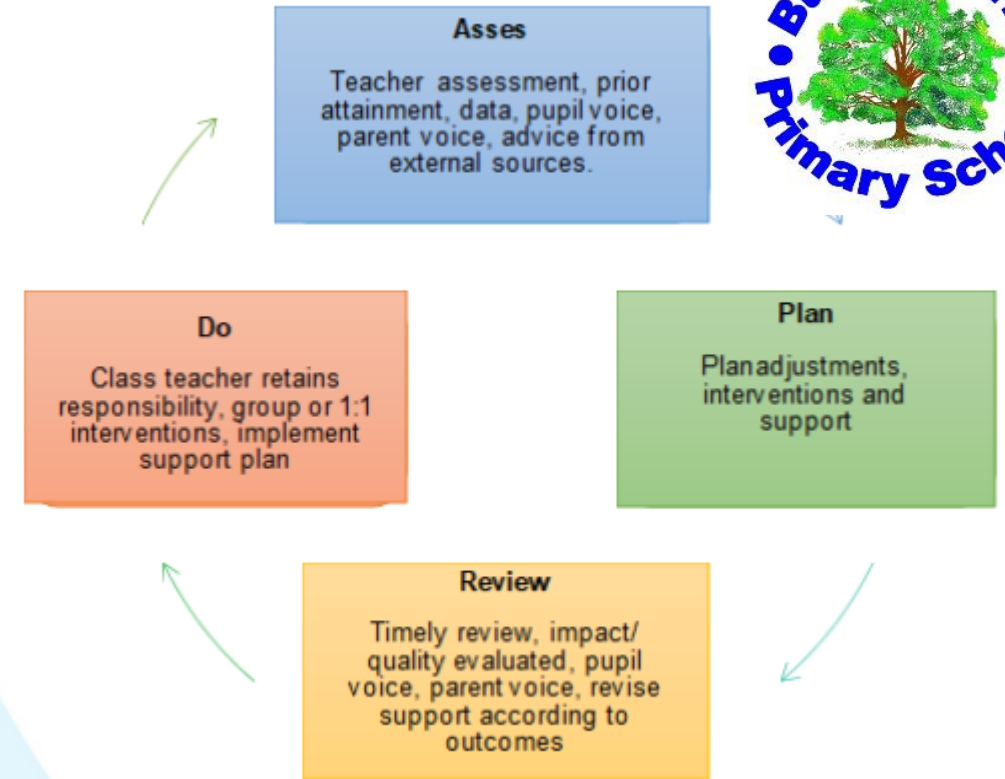 Asses
Teacher assessment, prior
attainment, data, pupil voice,
parent voice, advice from
external sources.
Primary
Plan
Planadjustments,
interventions and
support
Do
Class teacher retains
responsibility, group or 1:1
interventions, implement
support plan
Review
Timely review, impact/
quality evaluated, pupil
voice, parent voice, revise
support according to
outcomes